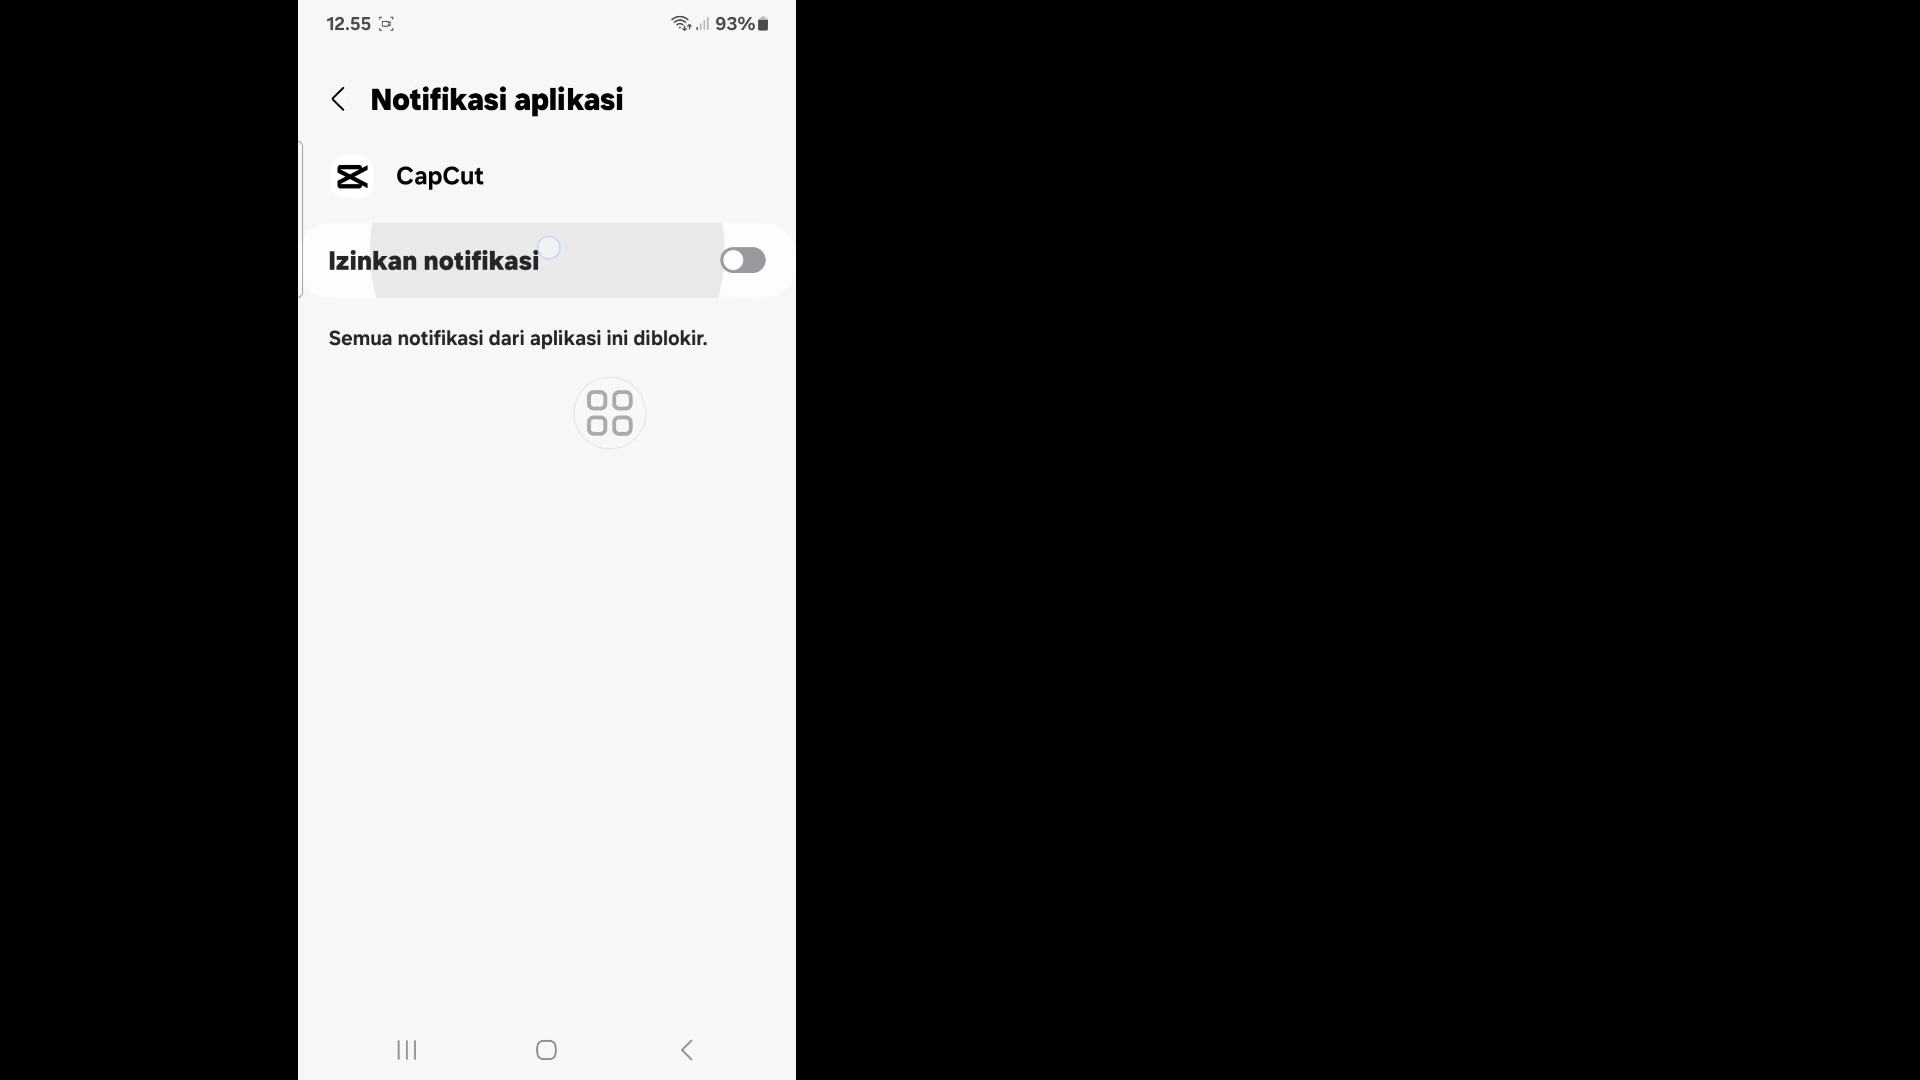 12.55
93%
Notifikasi aplikasi
CapCut
Izinkan notifikasi
Semua notifikasi dari aplikasi ini diblokir.